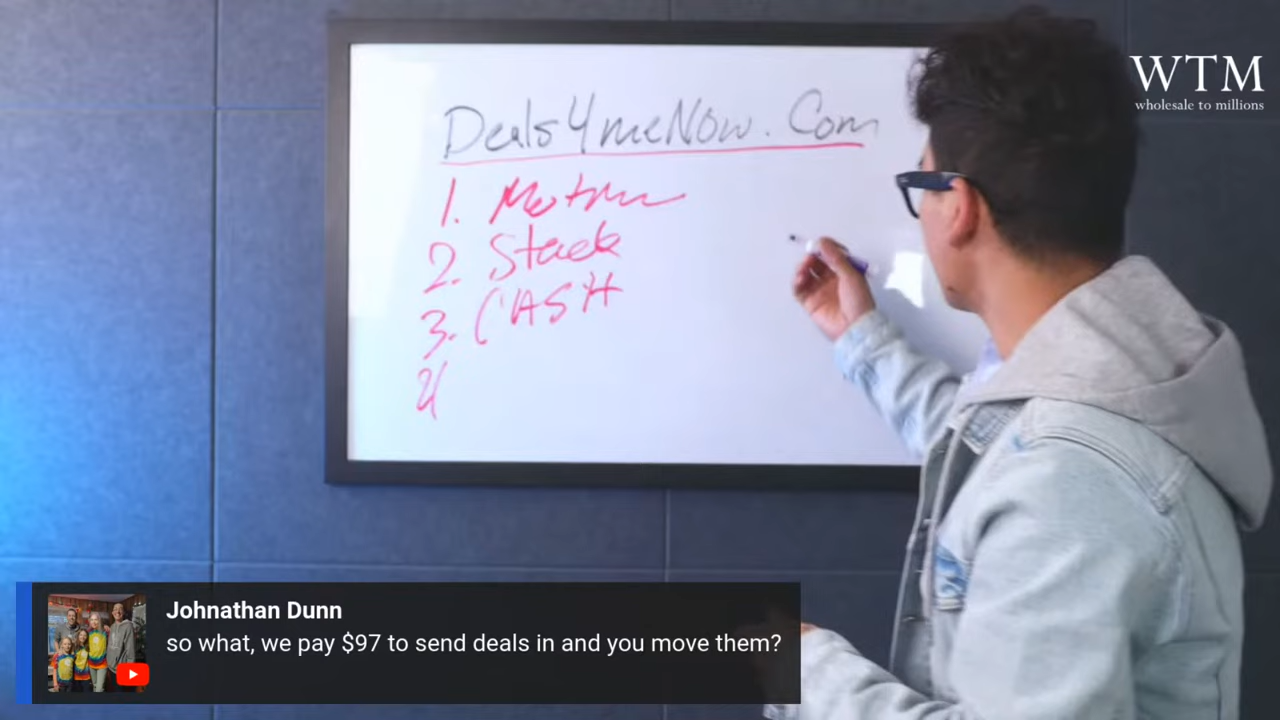 WTM
wholesale to millions
Deals4meNow.Com
1.
2. Stack
3. CASH
4
Johnathan Dunn
so what, we pay $97 to send deals in and you move them?